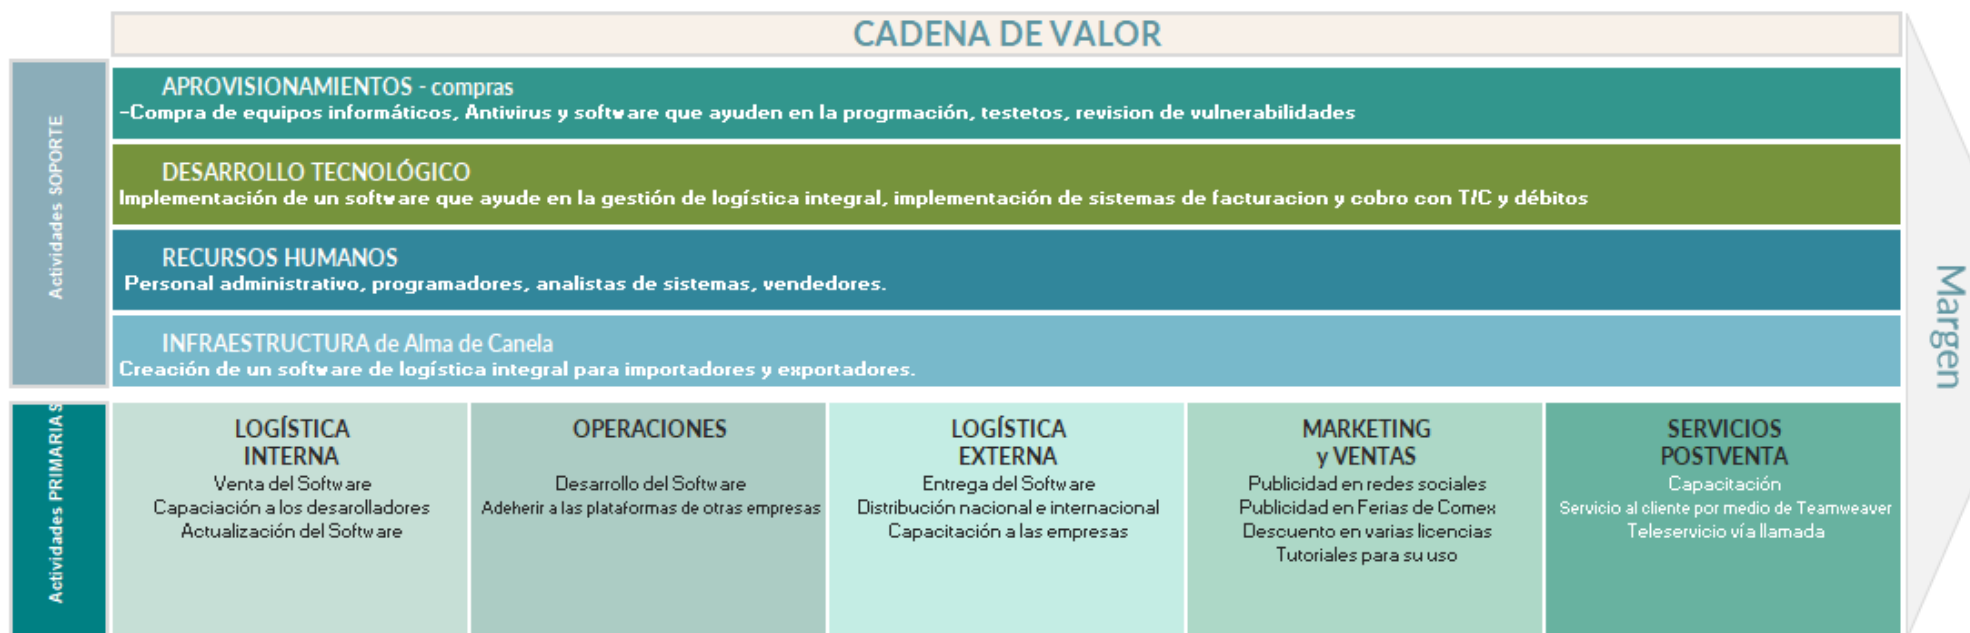 CADENA DE VALOR
Actividades SOPORTE
APROVISIONAMIENTOS - compras
-Compra de equipos informáticos, Antivirus y software que ayuden en la progrmación, testetos, revision de vulnerabilidades
DESARROLLO TECNOLÓGICO
Implementación de un software que ayude en la gestión de logística integral, implementación de sistemas de facturacion y cobro con T/C y débitos
RECURSOS HUMANOS
Personal administrativo, programadores, analistas de sistemas, vendedores.
INFRAESTRUCTURA de Alma de Canela
Creación de un software de logística integral para importadores y exportadores.
Margen
Actividades PRIMARIAS
LOGÍSTICA
INTERNA
Venta del Software
Capaciación a los desarolladores
Actualización del Software
OPERACIONES
Desarrollo del Software
Adeherir a las plataformas de otras empresas
LOGÍSTICA
EXTERNA
Entrega del Software
Distribución nacional e internacional
Capacitación a las empresas
MARKETING
y VENTAS
Publicidad en redes sociales
Publicidad en Ferias de Comex
Descuento en varias licencias
Tutoriales para su uso
SERVICIOS
POSTVENTA
Capacitación
Servicio al cliente por medio de Teamweaver
Teleservicio vía llamada